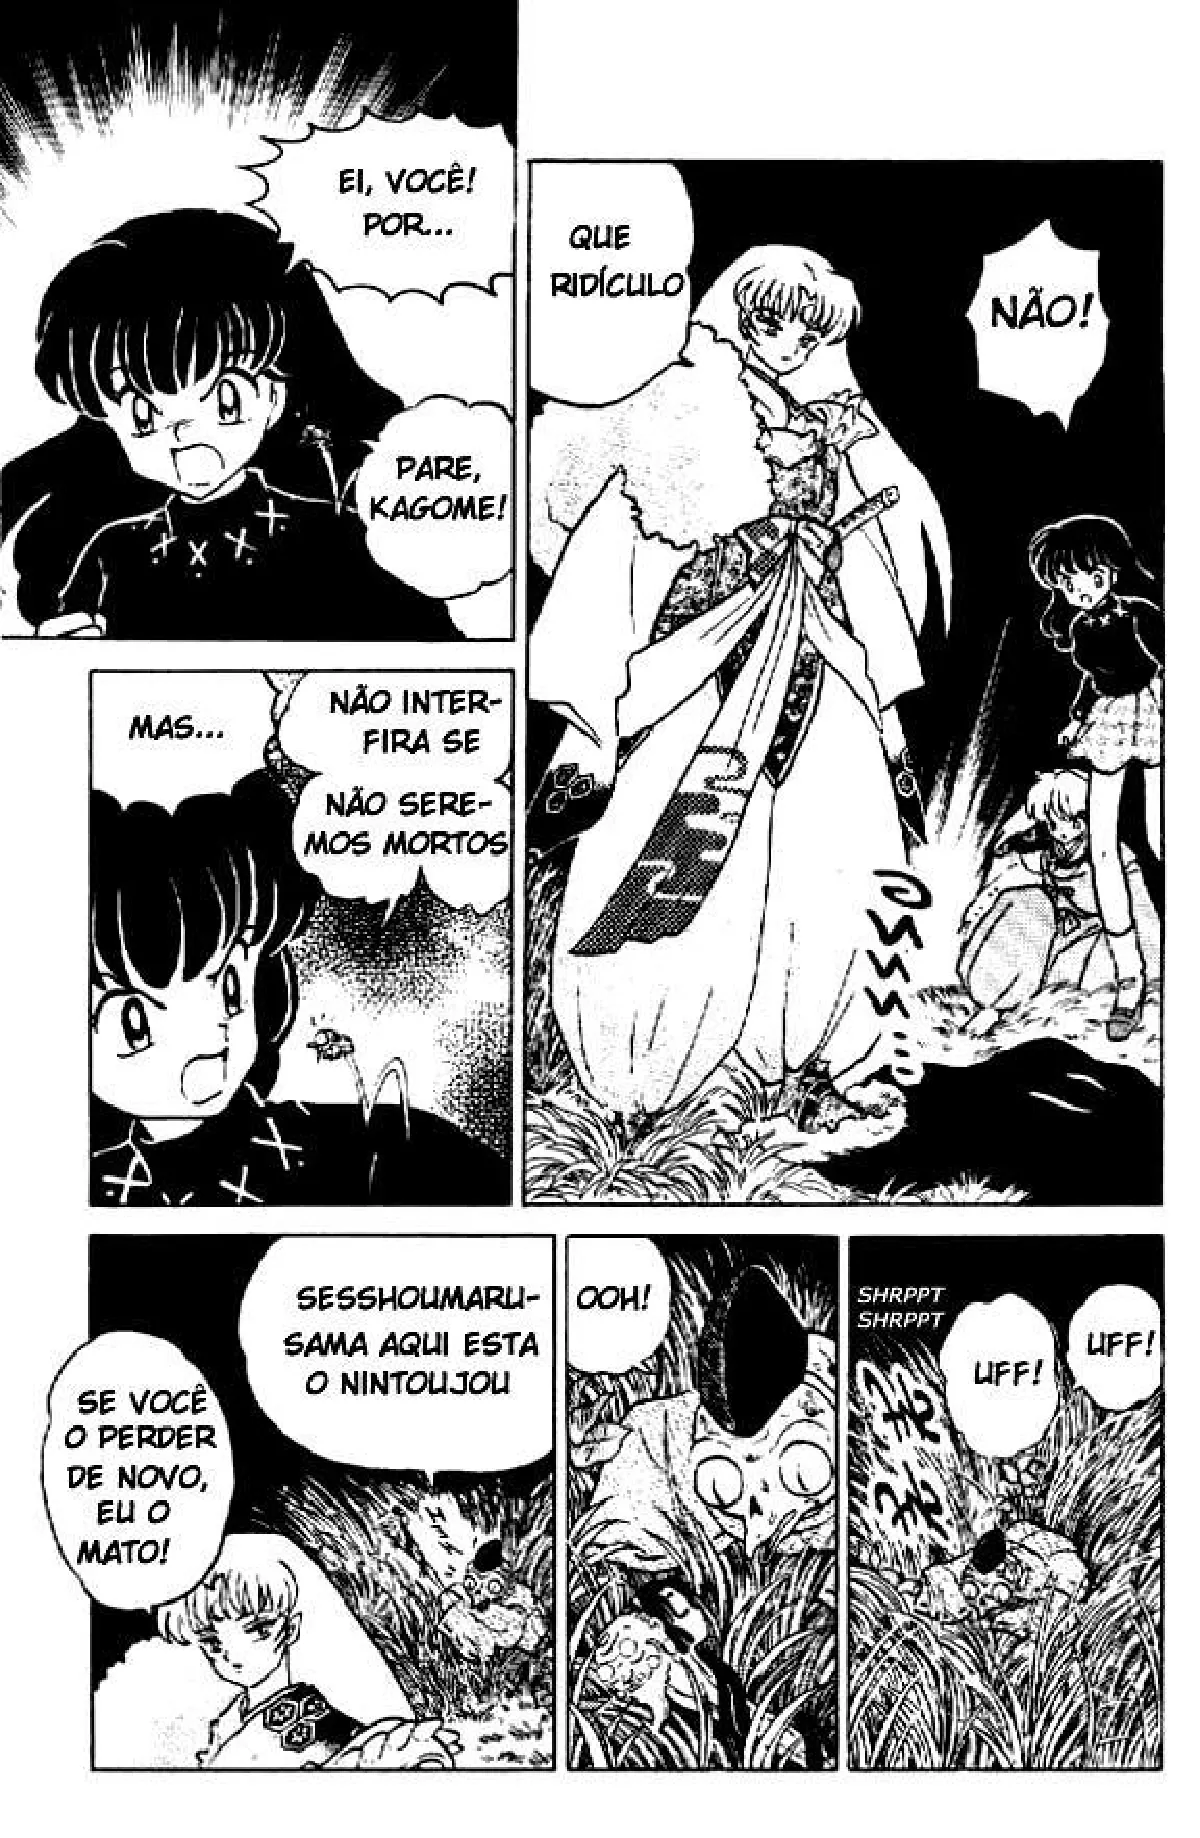 QUE
RIDÍCULO
NÃO!
EI, VOCÊ!
POR...
PARE,
KAGOME!
NÃO INTER-
FIRA SE
NÃO SERE-
MOS MORTOS
MAS...
SHRPPT
SHRPPT
UFF!
UFF!
OOH!
SESSHOUMARU-
SAMA AQUI ESTA
O NINTOUJOU
SE VOCÊ
O PERDER
DE NOVO,
EU O
MATO!